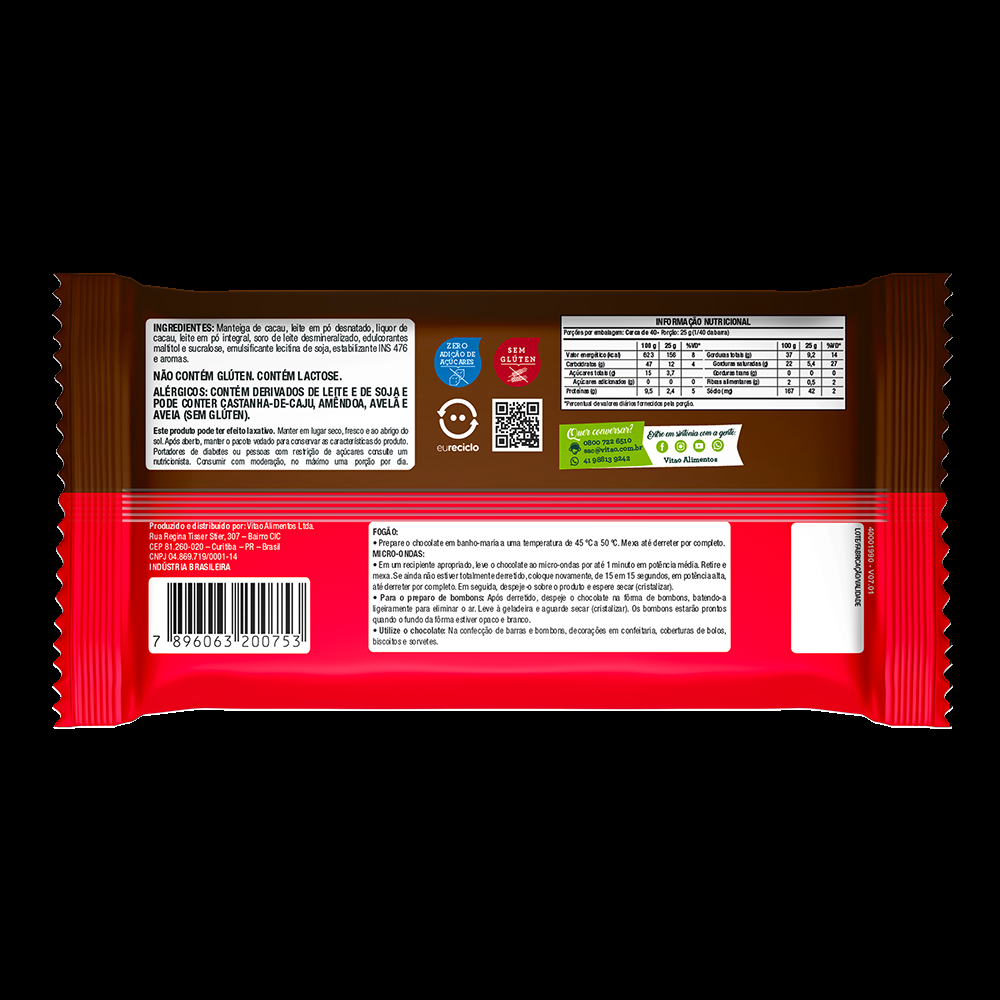 INGREDIENTES: Manteiga de cacau, leite em pó desnatado, liquor de
cacau, leite em pó integral, soro de leite desmineralizado, edulcorantes
maltitol e sucralose, emulsificante lecitina de soja, estabilizante INS 476
e aromas.
NÃO CONTÉM GLÚTEN. CONTÉM LACTOSE.
ALÉRGICOS: CONTÉM DERIVADOS DE LEITE E DE SOJA E
PODE CONTER CASTANHA-DE-CAJU, AMÊNDOA, AVELÃ E
AVEIA (SEM GLÚTEN).
Este produto pode ter efeito laxativo. Manter em lugar seco, fresco e ao abrigo do
sol. Após aberto, manter o pacote vedado para conservar as características do produto.
Portadores de diabetes ou pessoas com restrição de açúcares consulte um
nutricionista. Consumir com moderação, no máximo uma porção por dia.
ZERO
ADIÇÃO DE
AÇÚCARES
SEM
GLÚTEN
eureciclo
INFORMAÇÃO NUTRICIONAL
Porções por embalagem: Cerca de 40 • Porção: 25 g (1/40 da barra)
100 g 25 g %VD* 100 g 25 g %VD*
Valor energético (kcal) 623 156 8 Gorduras totais (g) 37 9,2 14
Carboidratos (g) 47 12 4 Gorduras saturadas (g) 22 5,4 27
Açúcares totais (g) 15 3,7 Gorduras trans (g) 0 0 0
Açúcares adicionados (g) 0 0 0 Fibras alimentares (g) 2 0,5 2
Proteínas (g) 9,5 2,4 5 Sódio (mg) 167 42 2
*Percentual de valores diários fornecidos pela porção.
Quer conversar?
0800 722 6510
sac@vitao.com.br
41 98813 9242
Entre em sintonia com a gente:
Vitao Alimentos
Produzido e distribuído por: Vitao Alimentos Ltda.
Rua Regina Tisser Stier, 307 – Bairro CIC
CEP 81.260-020 – Curitiba – PR – Brasil
CNPJ 04.869.719/0001-14
INDÚSTRIA BRASILEIRA
7 896063 200753
FOGÃO:
• Prepare o chocolate em banho-maria a uma temperatura de 45 °C a 50 °C. Mexa até derreter por completo.
MICRO-ONDAS:
• Em um recipiente apropriado, leve o chocolate ao micro-ondas por até 1 minuto em potência média. Retire e
mexa. Se ainda não estiver totalmente derretido, coloque novamente, de 15 em 15 segundos, em potência alta,
até derreter por completo. Em seguida, despeje-o sobre o produto e espere secar (cristalizar).
• Para o preparo de bombons: Após derretido, despeje o chocolate na fôrma de bombons, batendo-a
ligeiramente para eliminar o ar. Leve à geladeira e aguarde secar (cristalizar). Os bombons estarão prontos
quando o fundo da fôrma estiver opaco e branco.
• Utilize o chocolate: Na confecção de barras e bombons, decorações em confeitaria, coberturas de bolos,
biscoitos e sorvetes.
LOTE/FABRICAÇÃO/VALIDADE
40001990 - V07.01